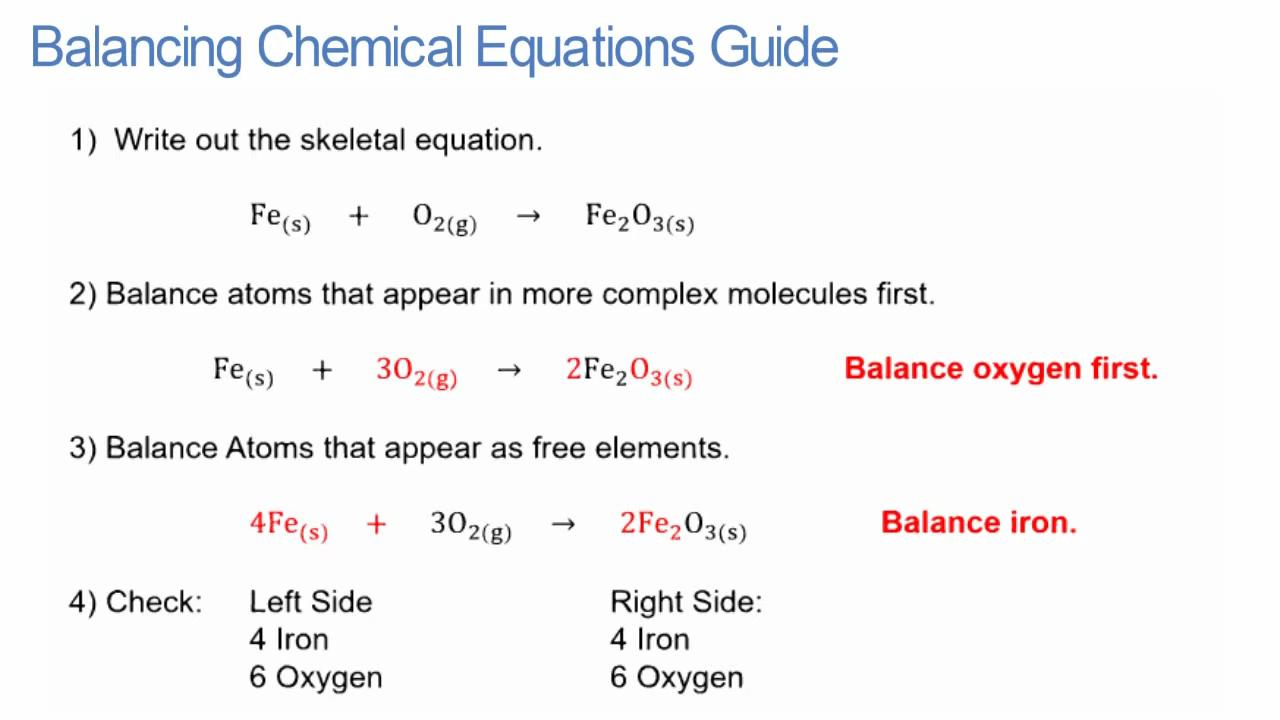 Balancing Chemical Equations Guide
1) Write out the skeletal equation.
Fe₍s₎ + O₂₍g₎ → Fe₂O₃₍s₎
2) Balance atoms that appear in more complex molecules first.
Fe₍s₎ + 3O₂₍g₎ → 2Fe₂O₃₍s₎ Balance oxygen first.
3) Balance Atoms that appear as free elements.
4Fe₍s₎ + 3O₂₍g₎ → 2Fe₂O₃₍s₎ Balance iron.
4) Check: Left Side Right Side:
4 Iron 4 Iron
6 Oxygen 6 Oxygen